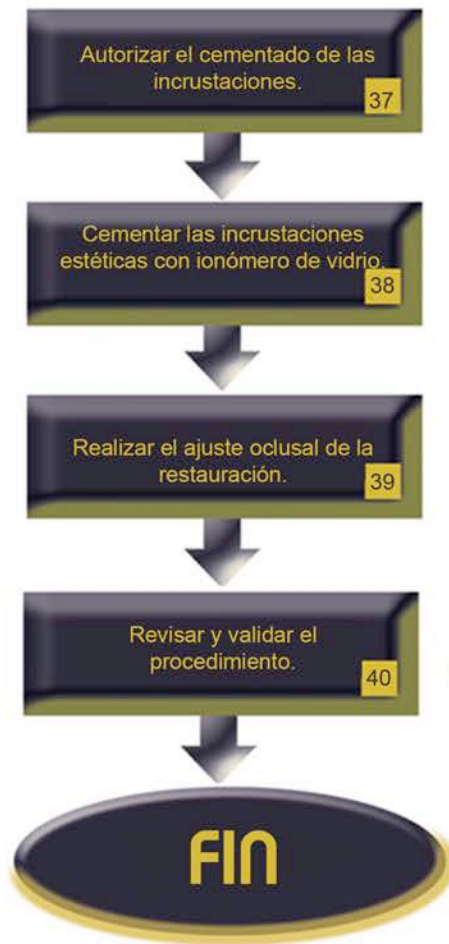 Autorizar el cementado de las
incrustaciones.
37
Cementar las incrustaciones
estéticas con ionómero de vidrio.
38
Realizar el ajuste oclusal de la
restauración.
39
Revisar y validar el
procedimiento.
40
FIN